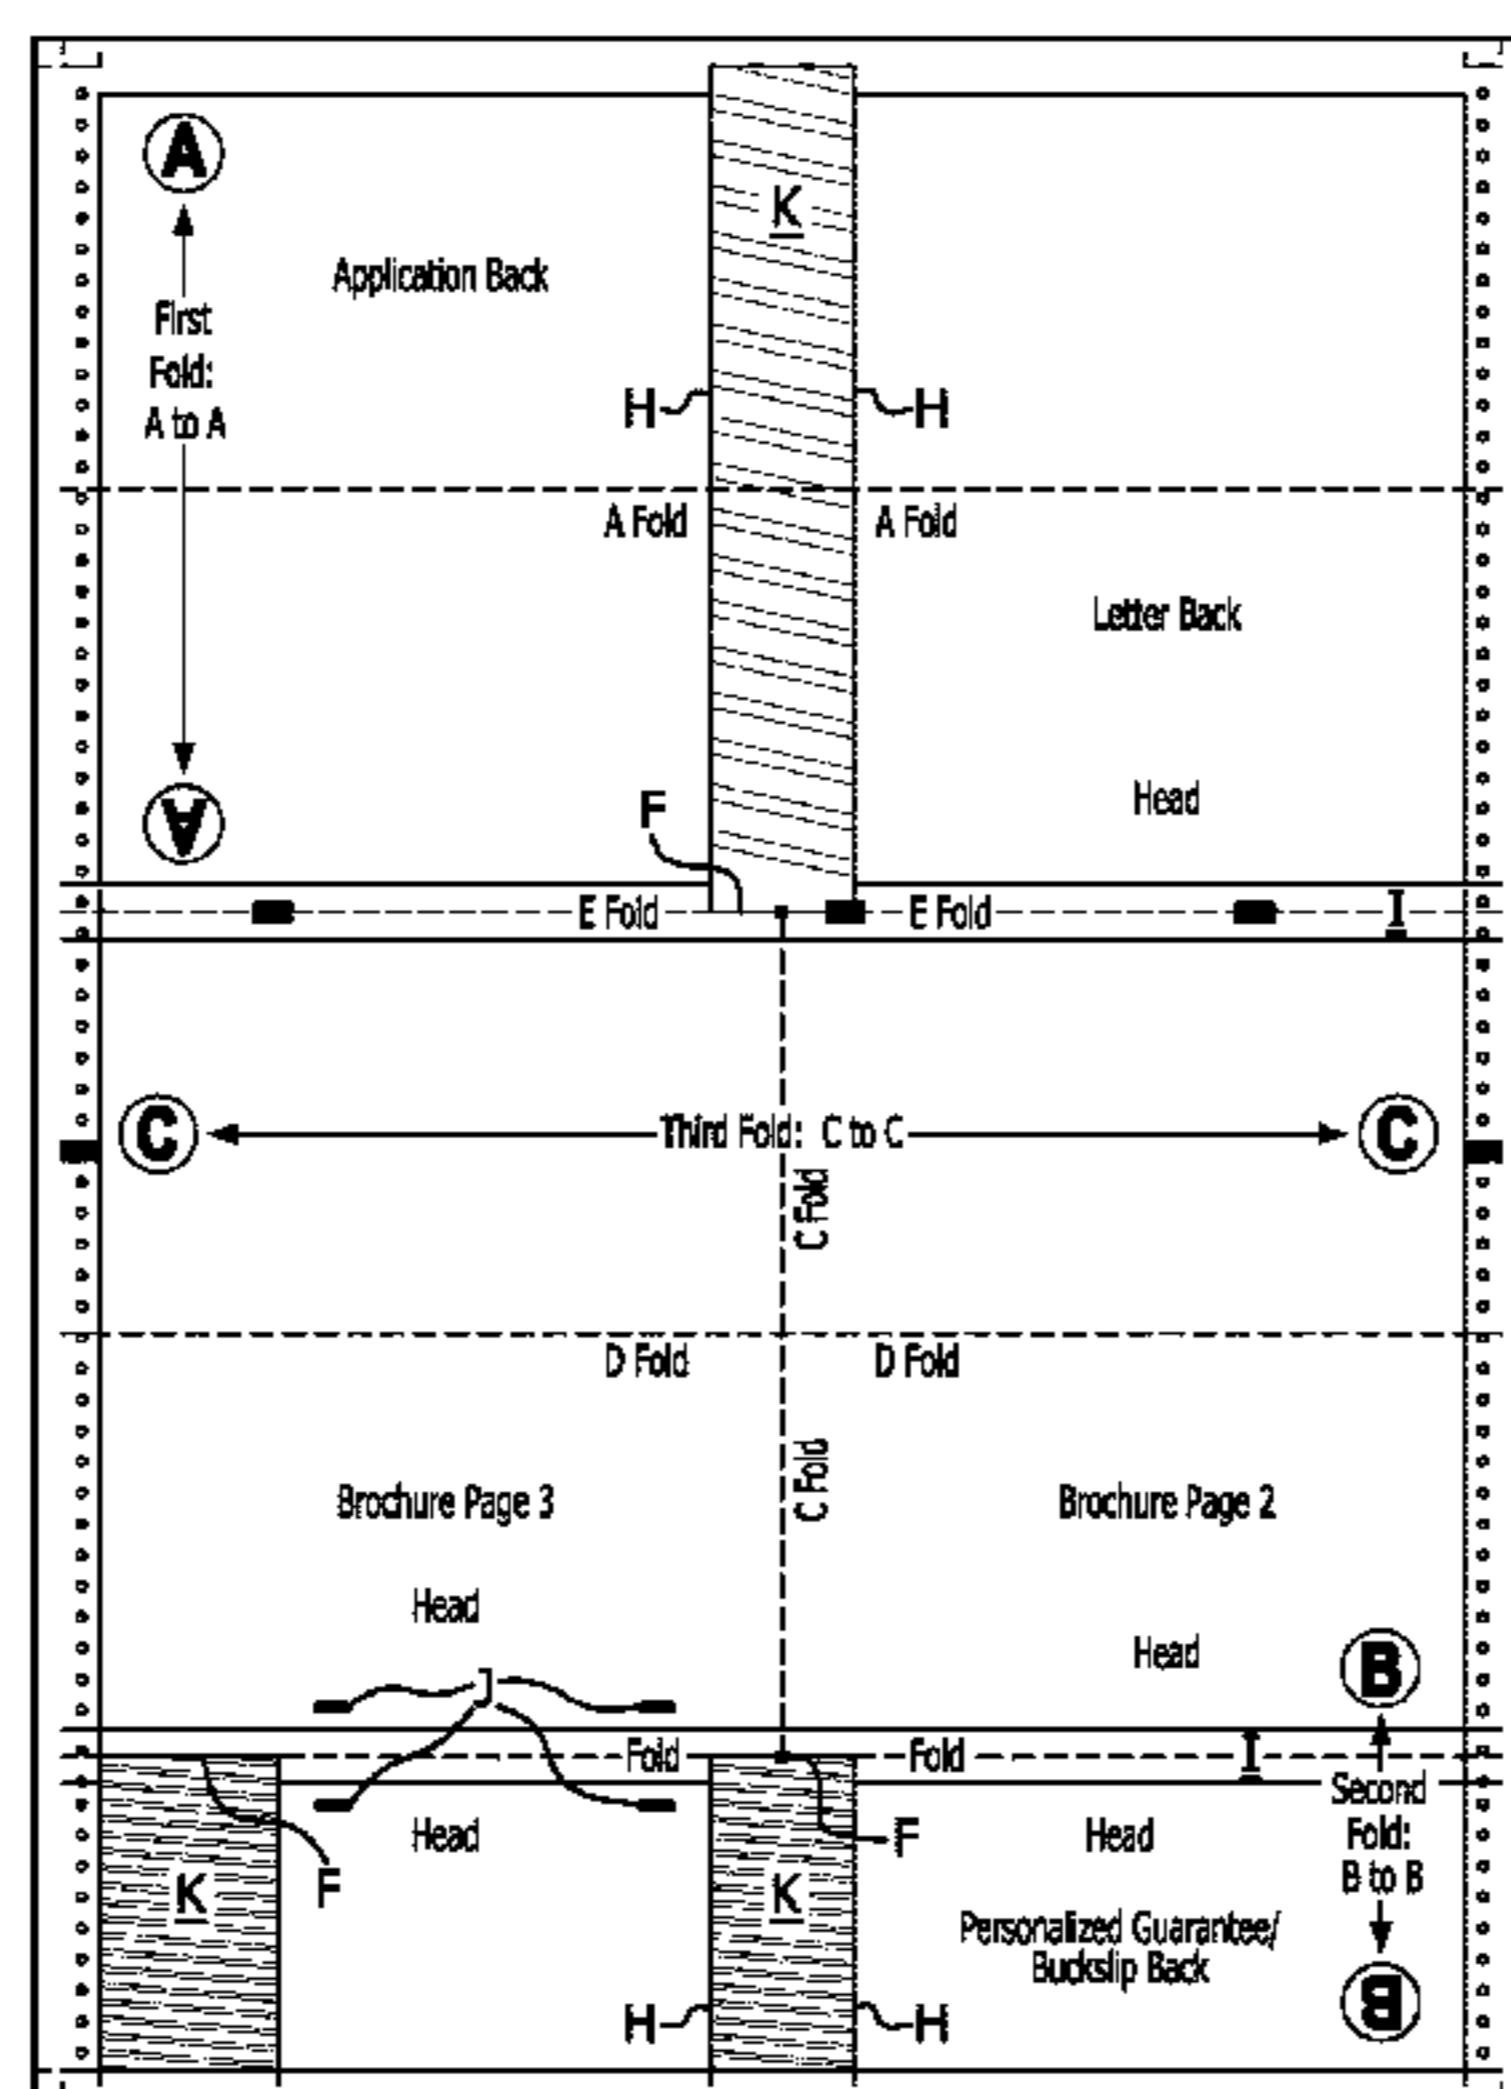 A
K
Application Back
First
Fold:
A to A
H H
A Fold A Fold
Letter Back
Head
F
A
E Fold E Fold I
C Third Fold: C to C C
C Fold
D Fold D Fold
C Fold
Brochure Page 3 Brochure Page 2
Head
Head B
J
Fold Fold I
Second
Fold:
B to B
Head Head
F F
K K
Personalized Guarantee/
Buckslip Back
H H
B